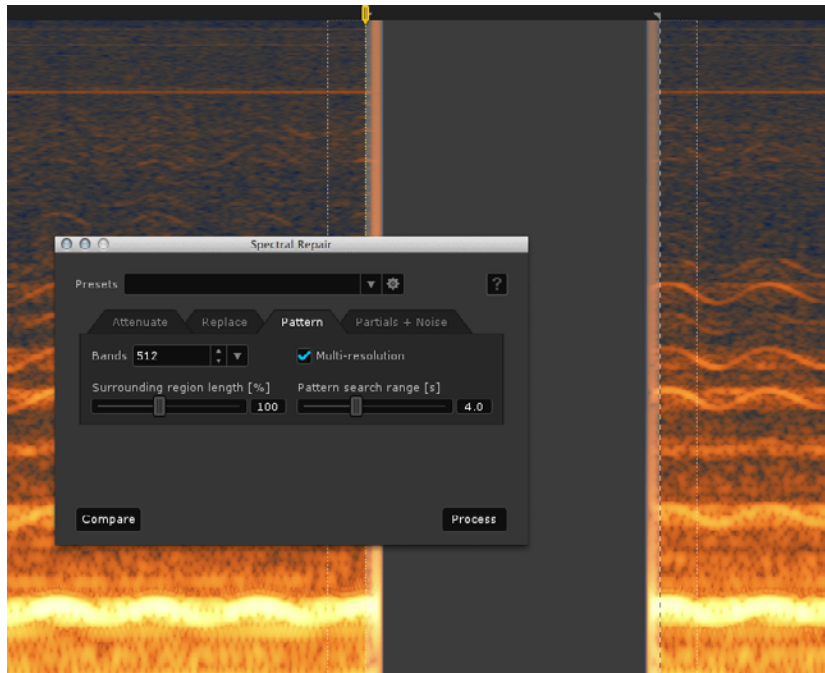 Spectral Repair
Presets
?
Attenuate Replace Pattern Partials + Noise
Bands 512 Multi-resolution
Surrounding region length [%] Pattern search range [s]
100 4.0
Compare Process